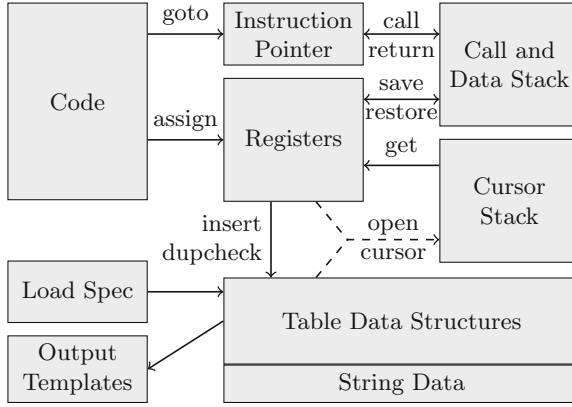 goto
Instruction
Pointer
call
return
Call and
Data Stack
Code
assign
Registers
save
restore
get
Cursor
Stack
insert
dupcheck
open
cursor
Load Spec
Table Data Structures
Output
Templates
String Data